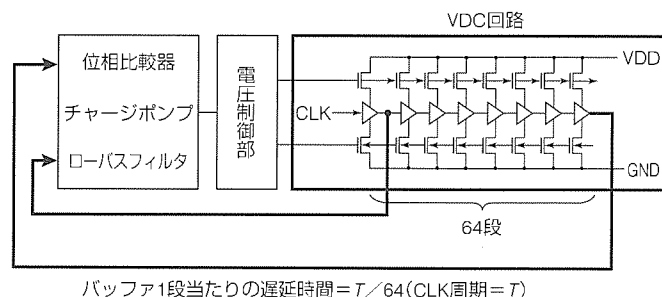 VDC回路
位相比較器
チャージポンプ
ローパスフィルタ
電圧制御部
VDD
CLK
GND
64段
バッファ1段当たりの遅延時間=T/64(CLK周期=T)